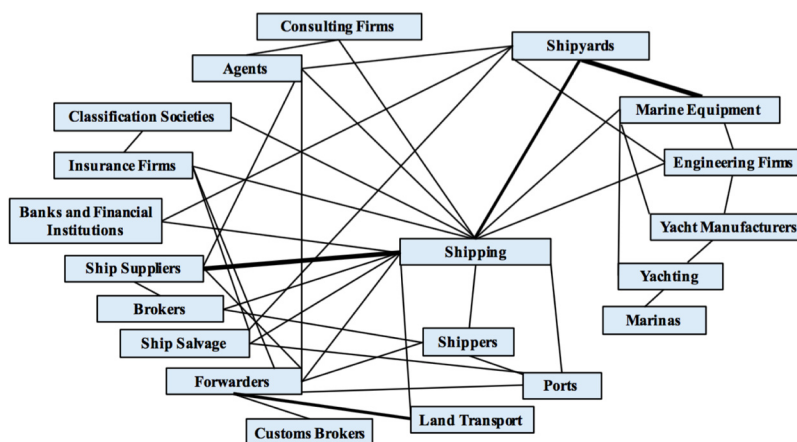 Consulting Firms
Shipyards
Agents
Marine Equipment
Classification Societies
Insurance Firms
Engineering Firms
Banks and Financial
Institutions
Yacht Manufacturers
Shipping
Ship Suppliers
Yachting
Brokers
Marinas
Ship Salvage
Shippers
Forwarders
Ports
Land Transport
Customs Brokers